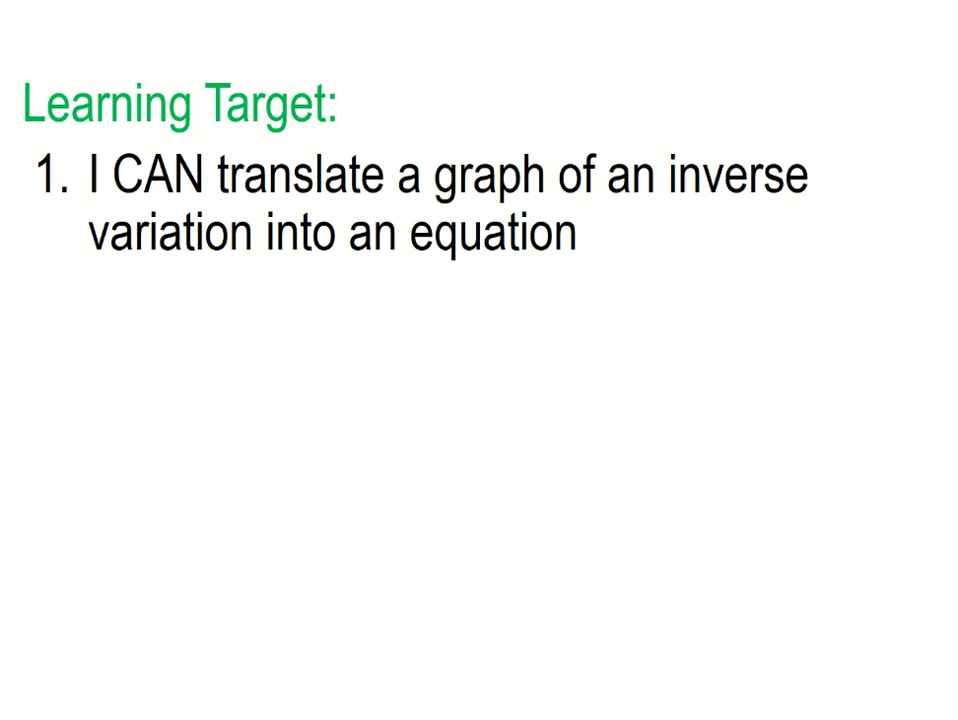 Learning Target:
1. I CAN translate a graph of an inverse
variation into an equation